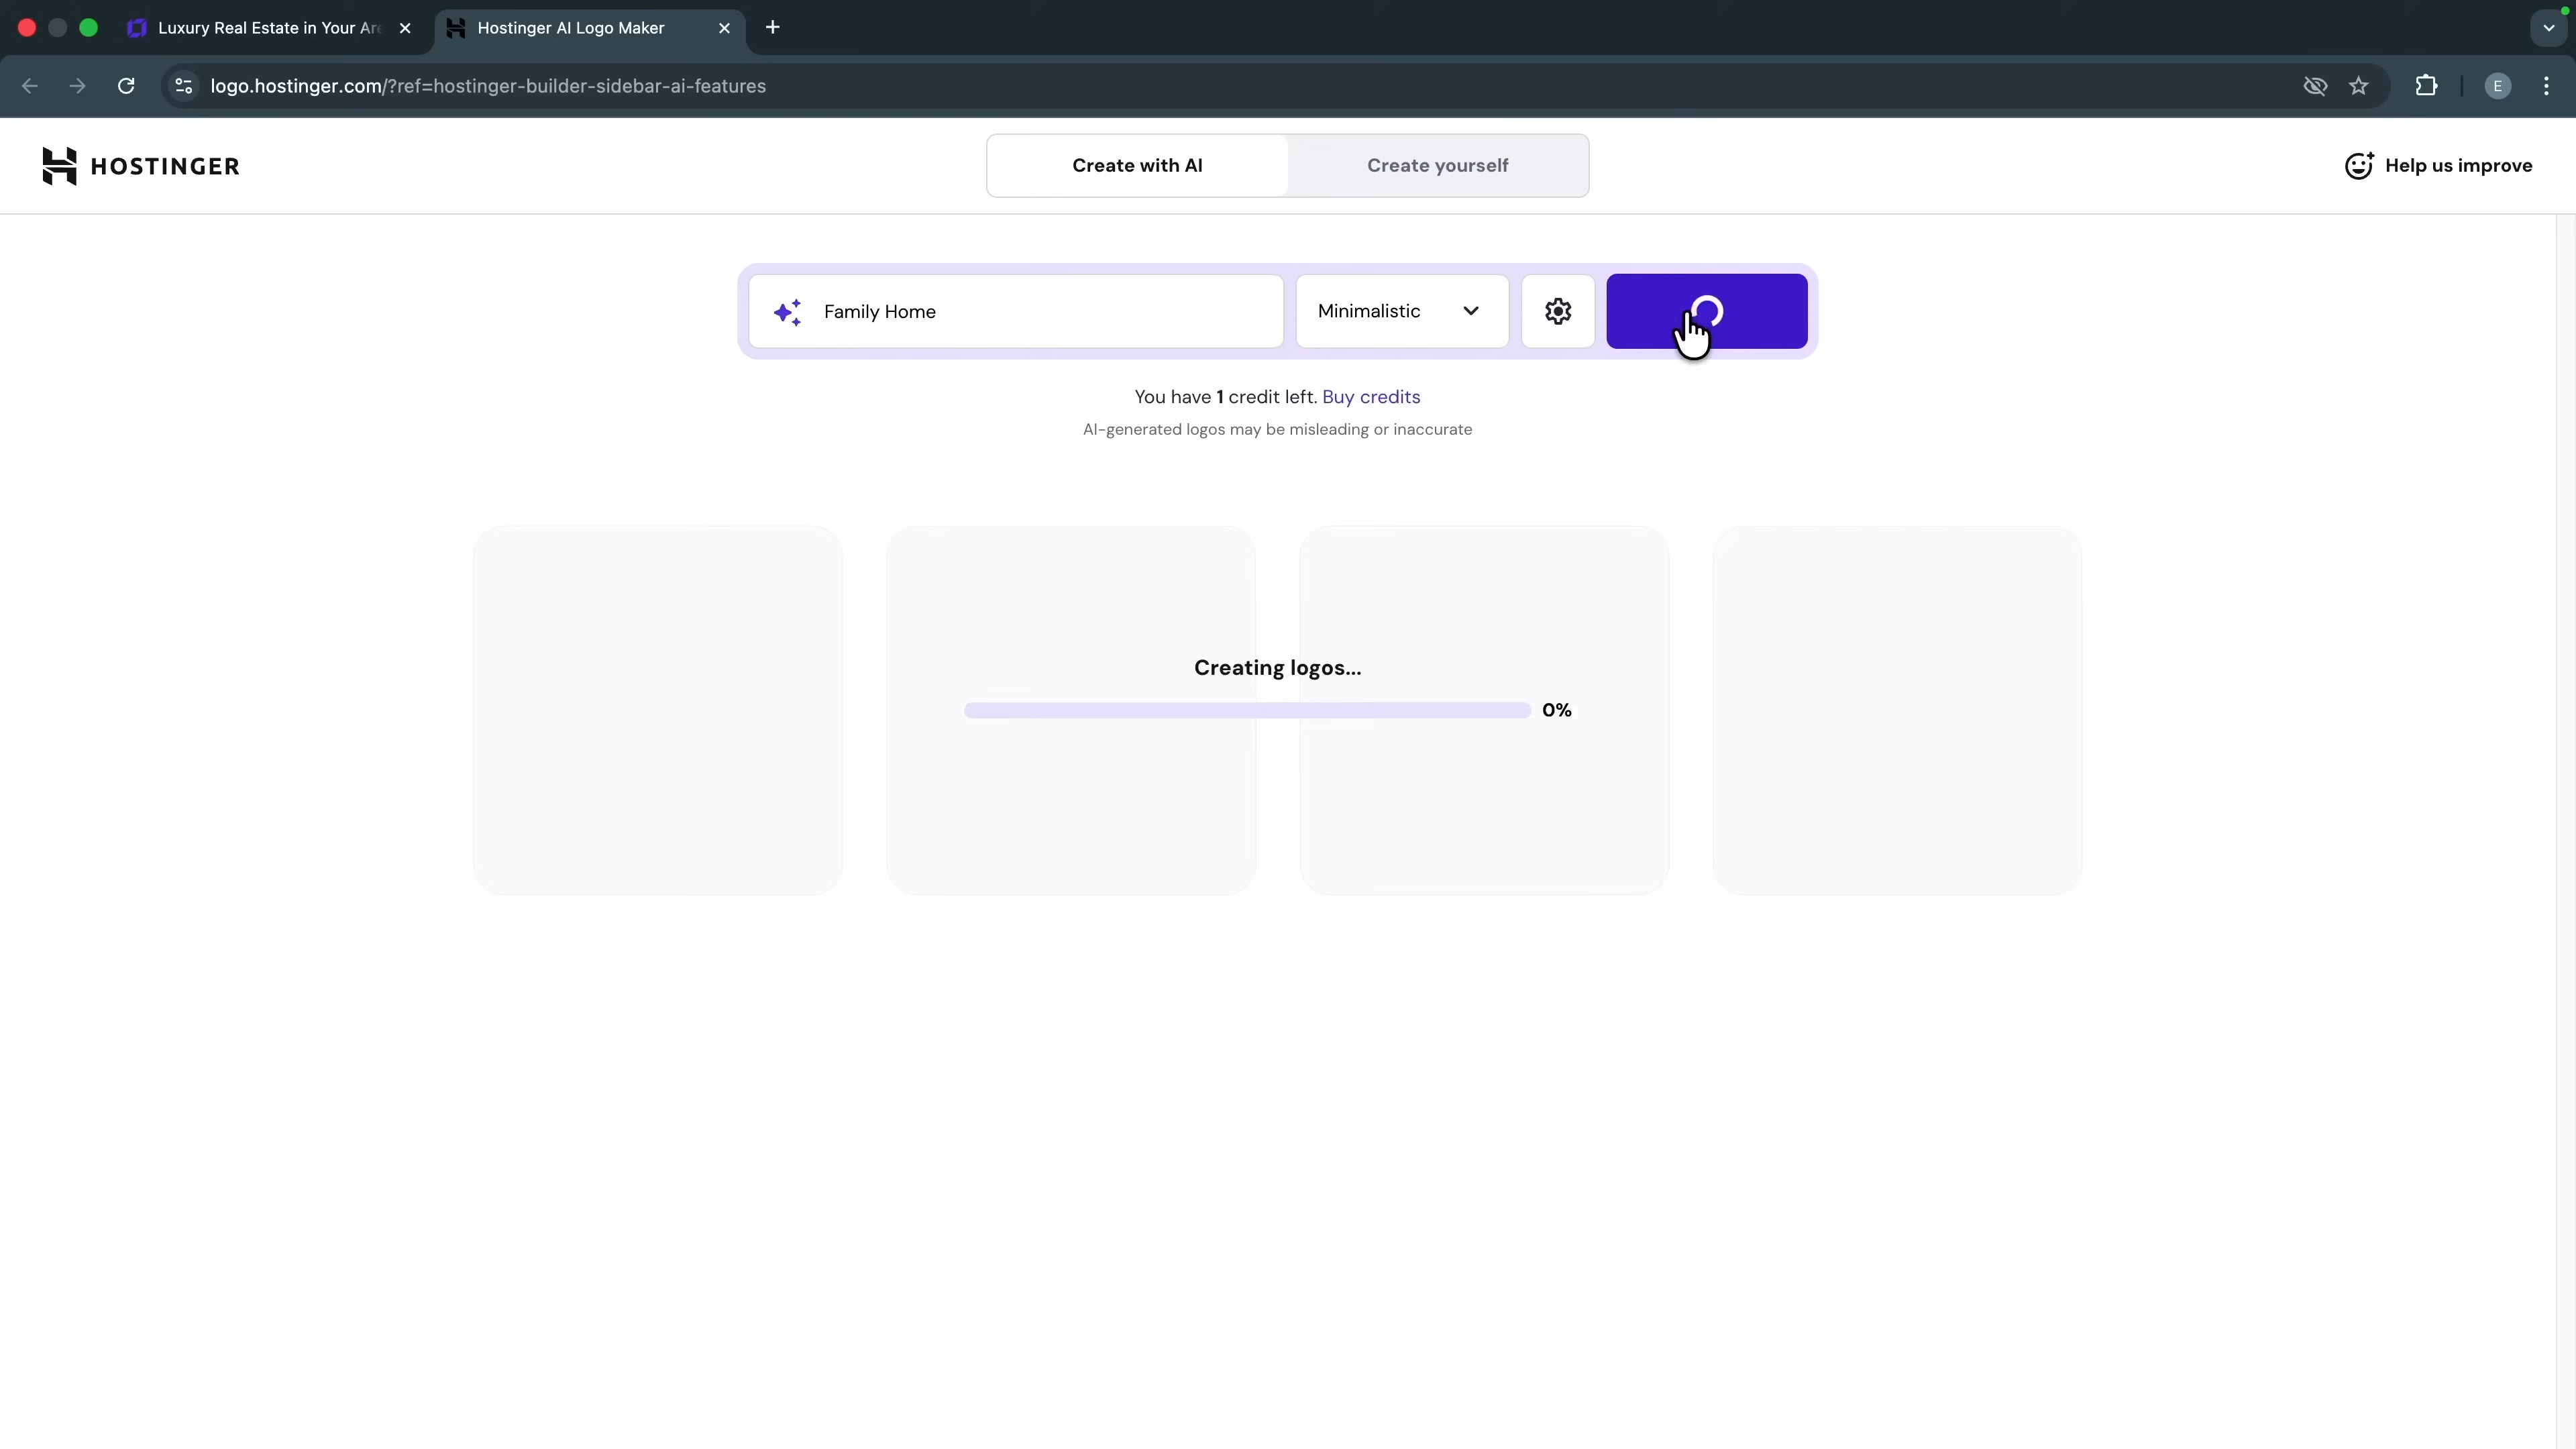 Luxury Real Estate in Your Are
Hostinger AI Logo Maker
logo.hostinger.com/?ref=hostinger-builder-sidebar-ai-features
E
HOSTINGER
Create with AI
Create yourself
Help us improve
Family Home
Minimalistic
You have 1 credit left. Buy credits
AI-generated logos may be misleading or inaccurate
Creating logos...
0%